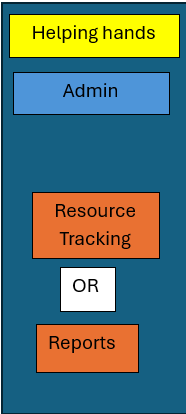 Helping hands
Admin
Resource
Tracking
OR
Reports